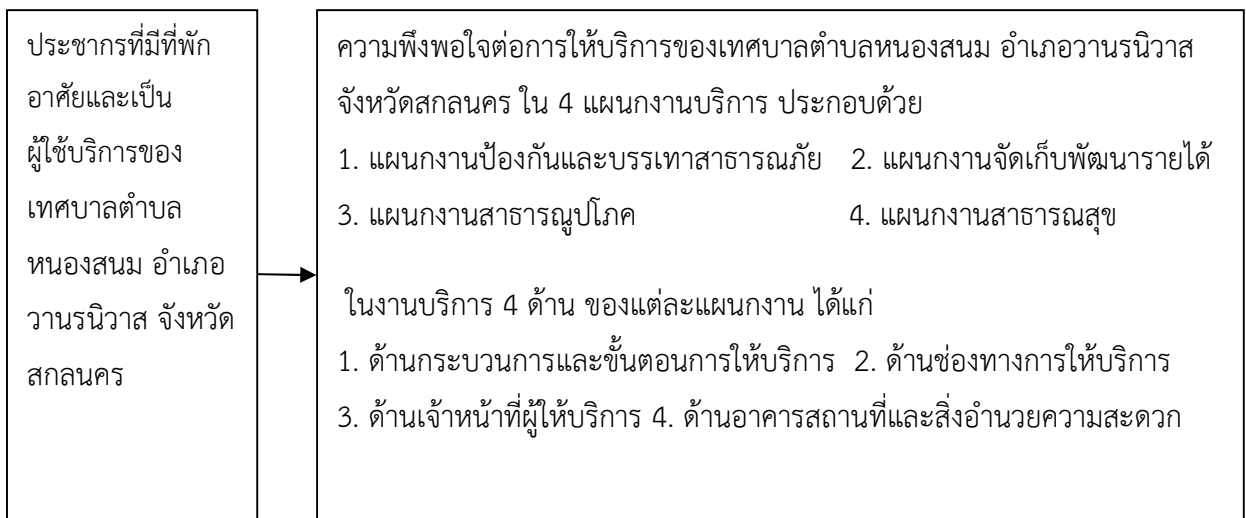 ประชากรที่มีที่พัก
อาศัยและเป็น
ผู้ใช้บริการของ
เทศบาลตำบล
หนองสนม อำเภอ
วานรนิวาส จังหวัด
สกลนคร
ความพึงพอใจต่อการให้บริการของเทศบาลตำบลหนองสนม อำเภอวานรนิวาส
จังหวัดสกลนคร ใน 4 แผนกงานบริการ ประกอบด้วย
1. แผนกงานป้องกันและบรรเทาสาธารณภัย 2. แผนกงานจัดเก็บพัฒนารายได้
3. แผนกงานสาธารณูปโภค 4. แผนกงานสาธารณสุข
ในงานบริการ 4 ด้าน ของแต่ละแผนกงาน ได้แก่
1. ด้านกระบวนการและขั้นตอนการให้บริการ 2. ด้านช่องทางการให้บริการ
3. ด้านเจ้าหน้าที่ผู้ให้บริการ 4. ด้านอาคารสถานที่และสิ่งอำนวยความสะดวก